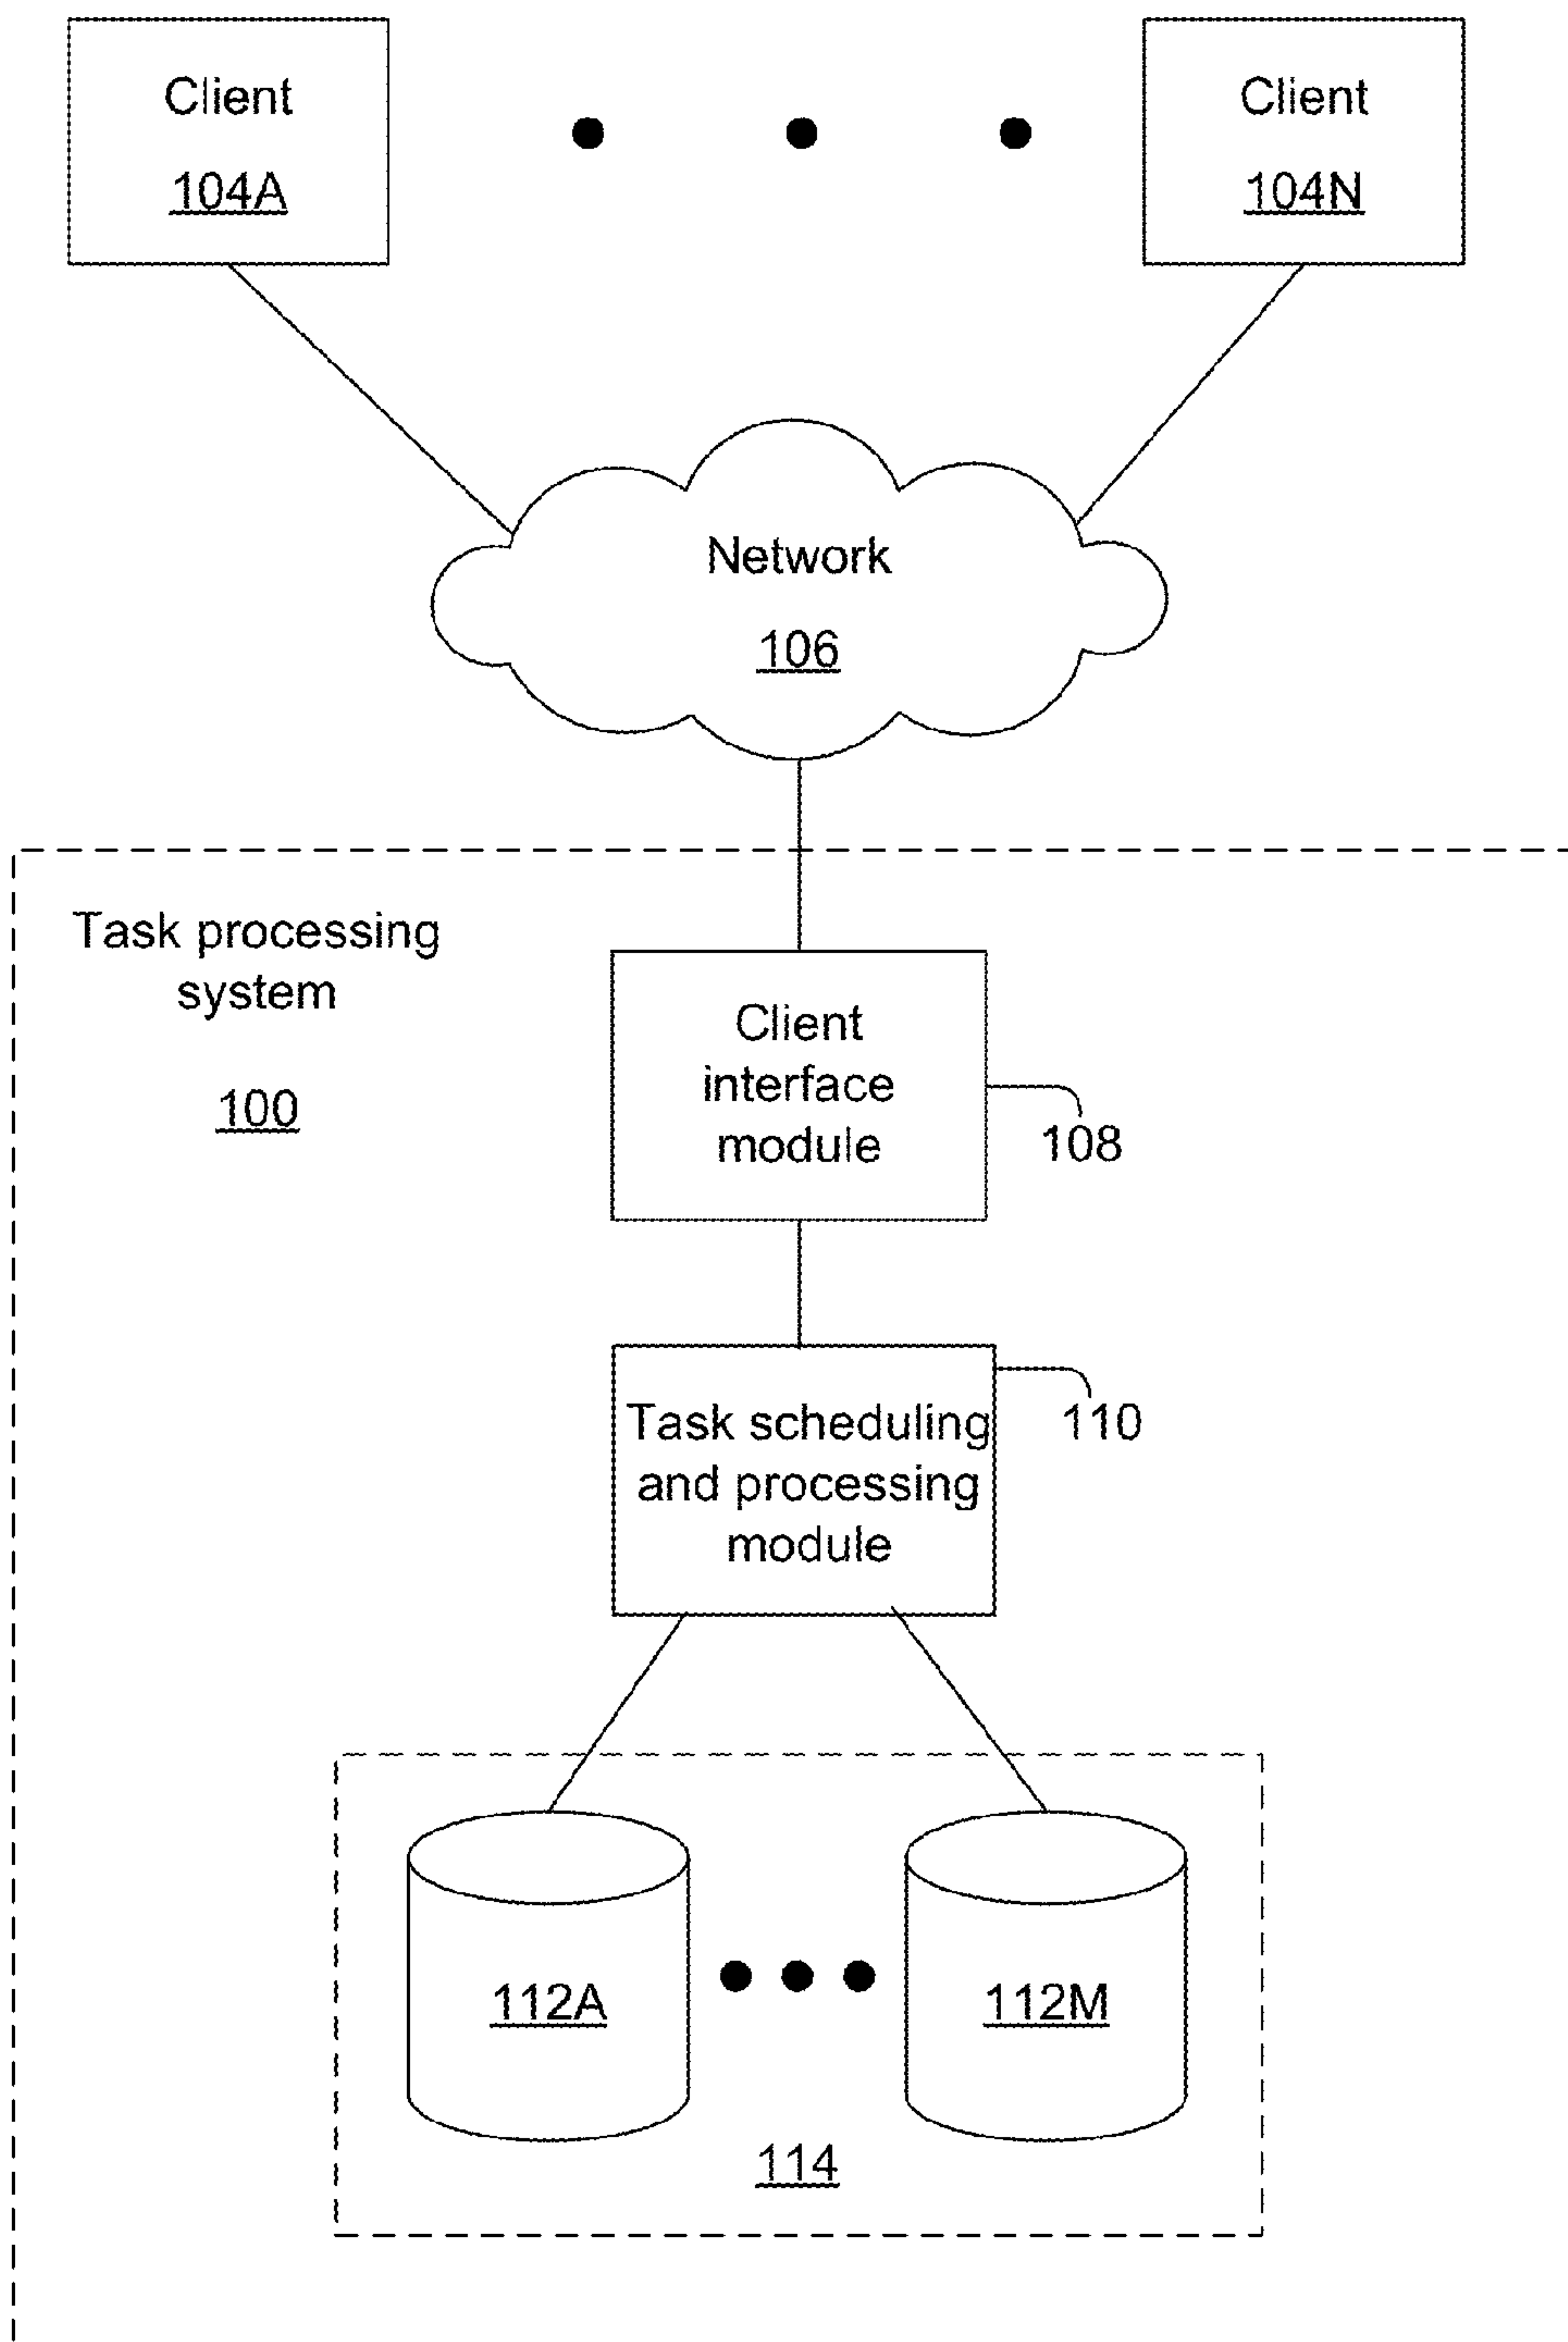 Client
104A
Client
104N
Network
106
Task processing
system
100
Client
interface
module
108
Task scheduling
and processing
module
110
112A
112M
114